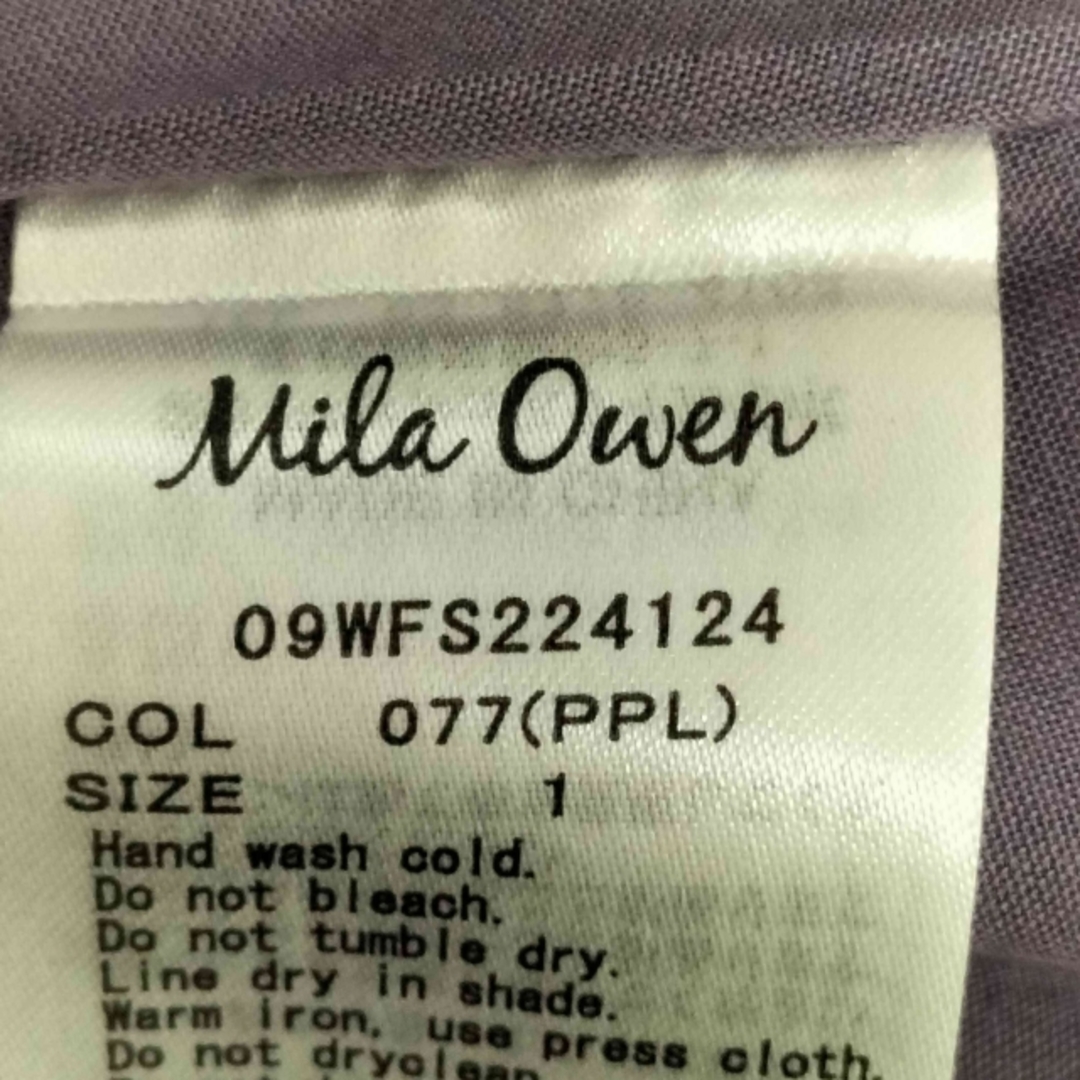 Mila Owen
09WFS224124
COL 077(PPL)
SIZE 1
Hand wash cold.
Do not bleach.
Do not tumble dry.
Line dry in shade.
Warm iron, use press cloth.
Do not dryclean